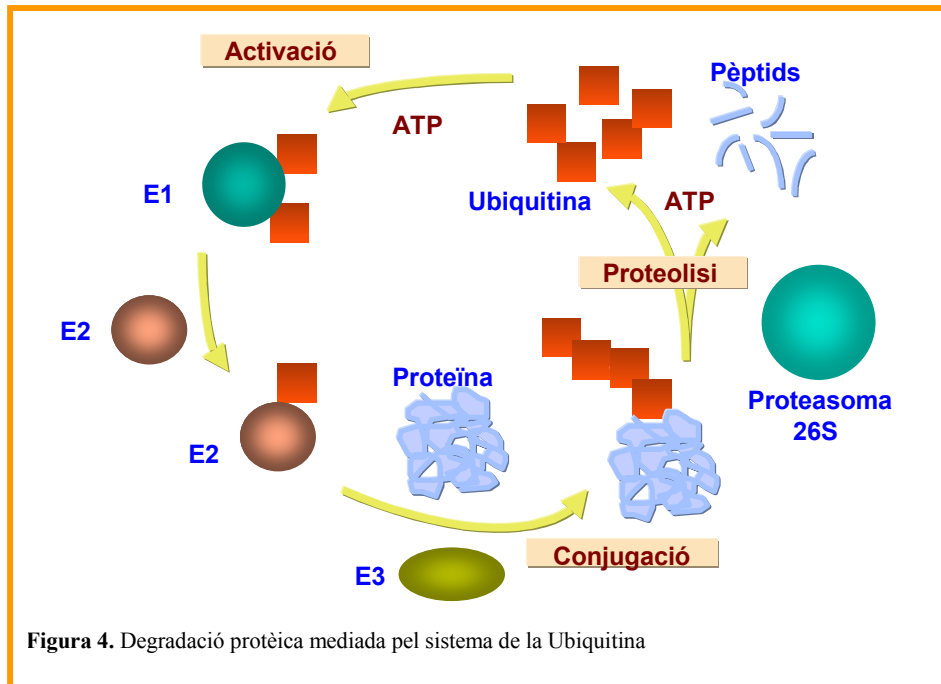 Activació
Pèptids
ATP
E1
Ubiquitina
ATP
Proteolisi
E2
Proteïna
Proteasoma
26S
E2
Conjugació
E3
Figura 4. Degradació protèica mediada pel sistema de la Ubiquitina